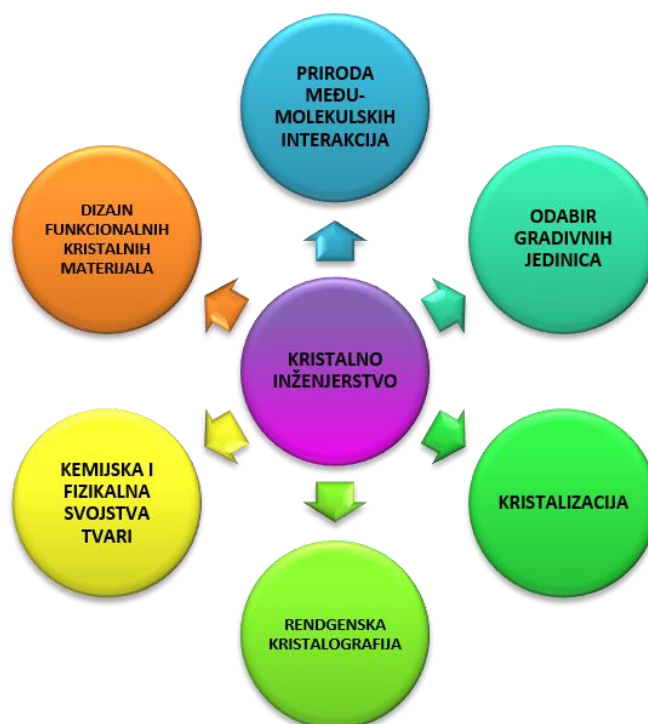 PRIRODA
MEĐU-
MOLEKULSKIH
INTERAKCIJA
ODABIR
GRADIVNIH
JEDINICA
KRISTALIZACIJA
RENDGENSKA
KRISTALOGRAFIJA
KEMIJSKA I
FIZIKALNA
SVOJSTVA
TVARI
DIZAJN
FUNKCIONALNIH
KRISTALNIH
MATERIJALA
KRISTALNO
INŽENJERSTVO